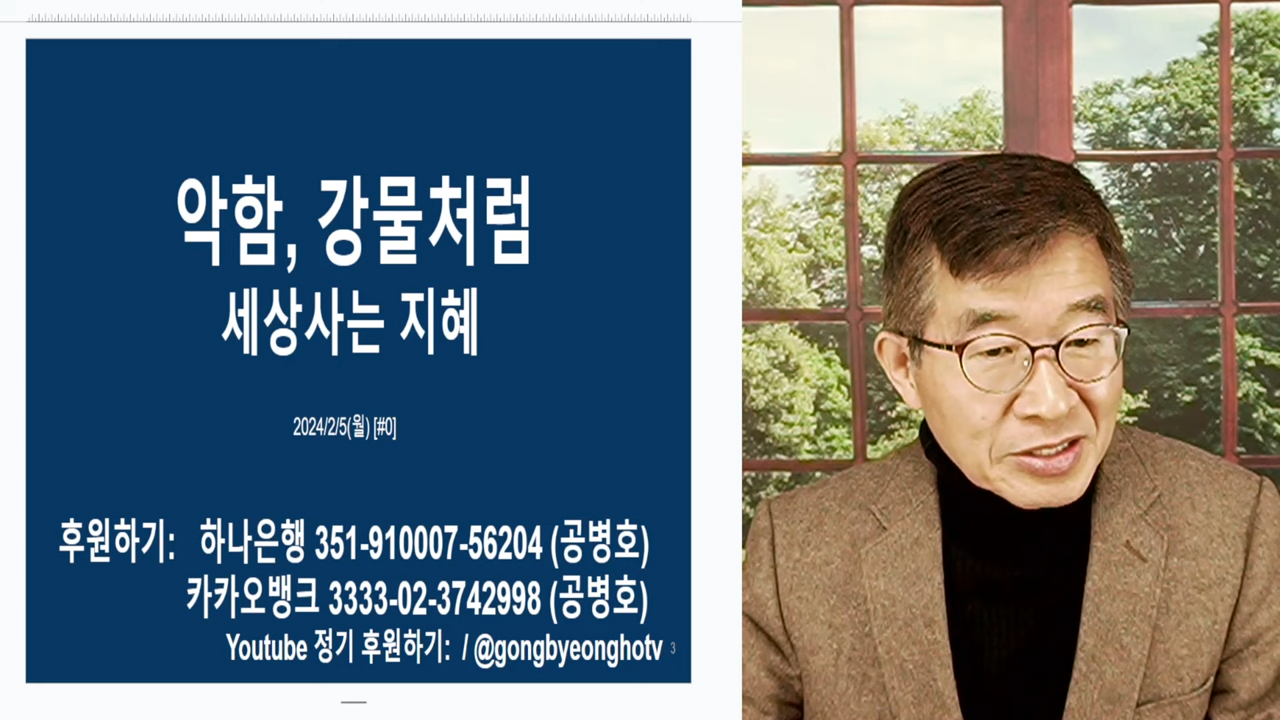 악함, 강물처럼
세상사는 지혜
2024/2/5(월) [#0]
후원하기: 하나은행 351-910007-56204 (공병호)
카카오뱅크 3333-02-3742998 (공병호)
Youtube 정기 후원하기: / @gongbyeonghotv 3